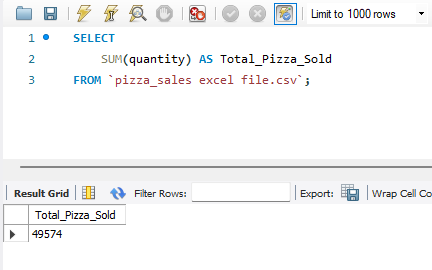 Limit to 1000 rows
1 SELECT
2 SUM(quantity) AS Total_Pizza_Sold
3 FROM `pizza_sales excel file.csv`;
Result Grid Filter Rows: Export: Wrap Cell Co
Total_Pizza_Sold
49574